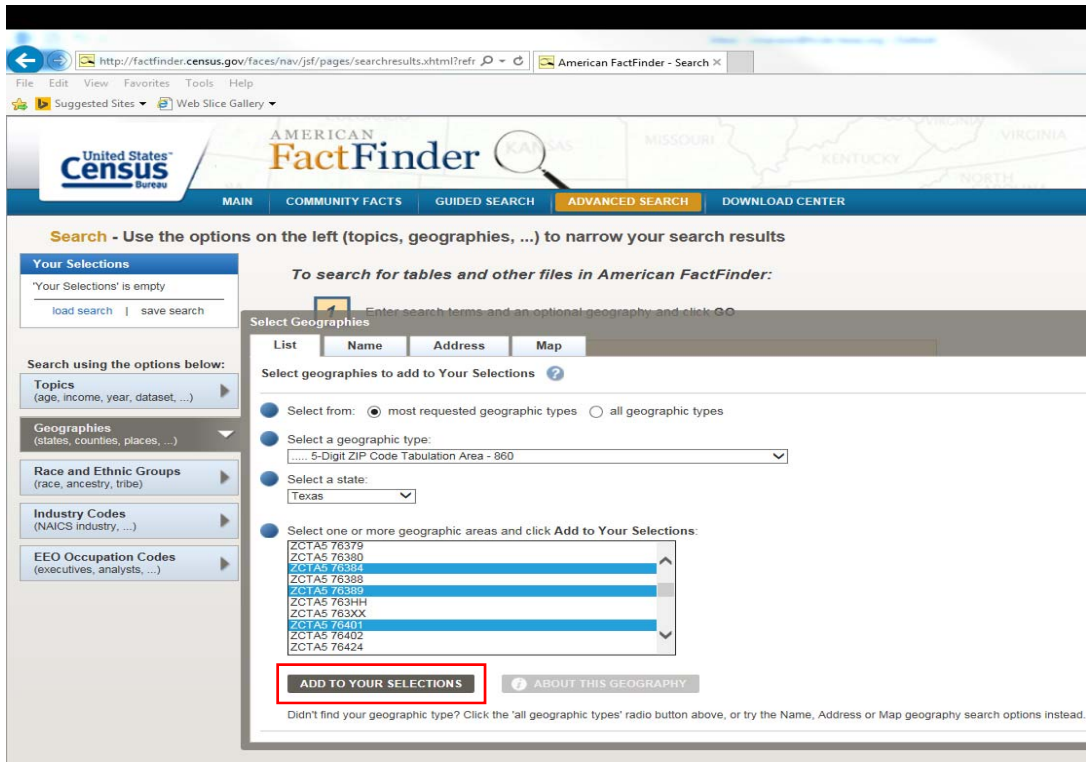 http://factfinder.census.gov/faces/nav/jsf/pages/searchresults.xhtml?refr
American FactFinder - Search
File Edit View Favorites Tools Help
Suggested Sites Web Slice Gallery
United States™
Census
Bureau
AMERICAN
FactFinder
KANSAS
MISSOURI
KENTUCKY
VIRGINIA
NORTH
MAIN COMMUNITY FACTS GUIDED SEARCH ADVANCED SEARCH DOWNLOAD CENTER
Search - Use the options on the left (topics, geographies, ...) to narrow your search results
Your Selections
'Your Selections' is empty
load search | save search
To search for tables and other files in American FactFinder:
1 Enter search terms and an optional geography and click GO
Search using the options below:
Topics
(age, income, year, dataset, ...)
Geographies
(states, counties, places, ...)
Race and Ethnic Groups
(race, ancestry, tribe)
Industry Codes
(NAICS industry, ...)
EEO Occupation Codes
(executives, analysts, ...)
Select Geographies
List Name Address Map
Select geographies to add to Your Selections ?
Select from: most requested geographic types all geographic types
Select a geographic type:
..... 5-Digit ZIP Code Tabulation Area - 860
Select a state:
Texas
Select one or more geographic areas and click Add to Your Selections:
ZCTA5 76379
ZCTA5 76380
ZCTA5 76384
ZCTA5 76388
ZCTA5 76389
ZCTA5 763HH
ZCTA5 763XX
ZCTA5 76401
ZCTA5 76402
ZCTA5 76424
ADD TO YOUR SELECTIONS
i ABOUT THIS GEOGRAPHY
Didn't find your geographic type? Click the 'all geographic types' radio button above, or try the Name, Address or Map geography search options instead.